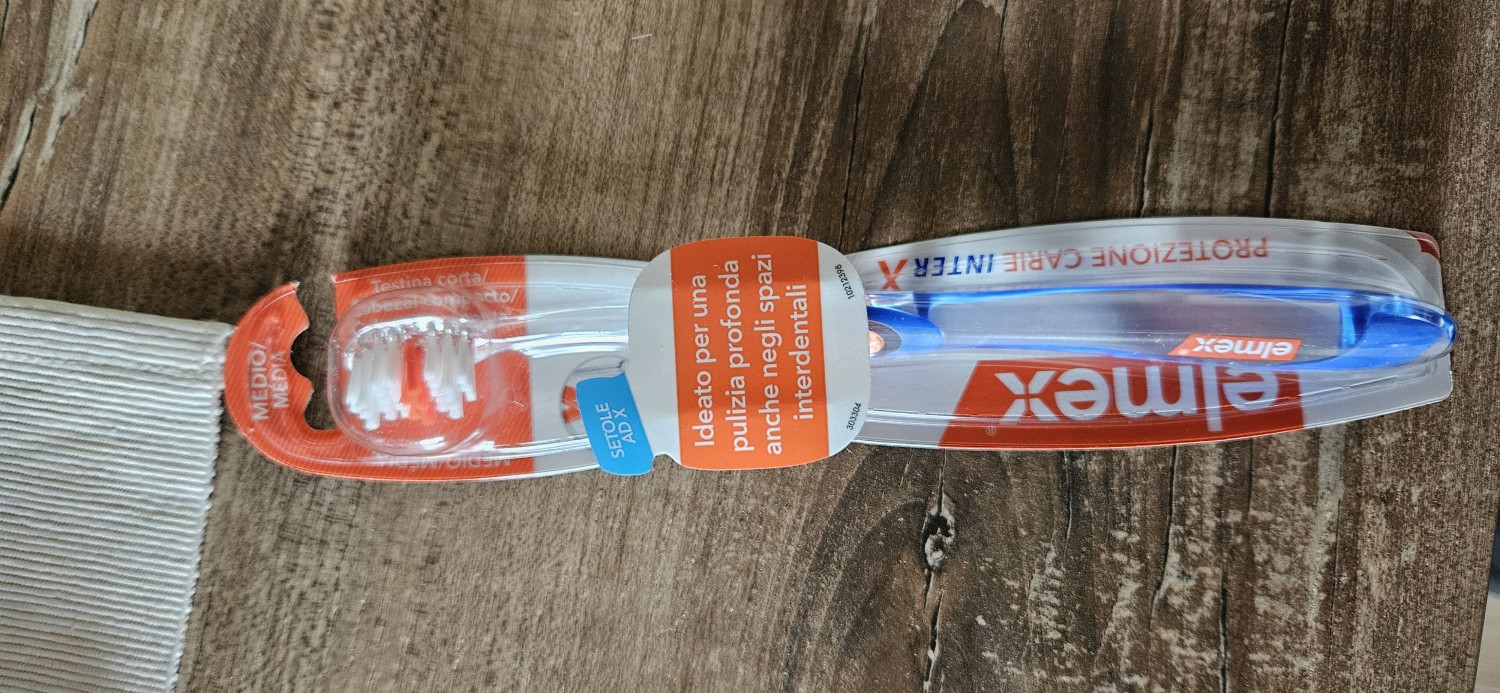 MEDIO/
MEDIA
Testina corta/
SETOLE
AD X
Ideato per una
pulizia profonda
anche negli spazi
interdentali
10212398
303304
PROTEZIONE CARIE INTER X
elmex
elmex®